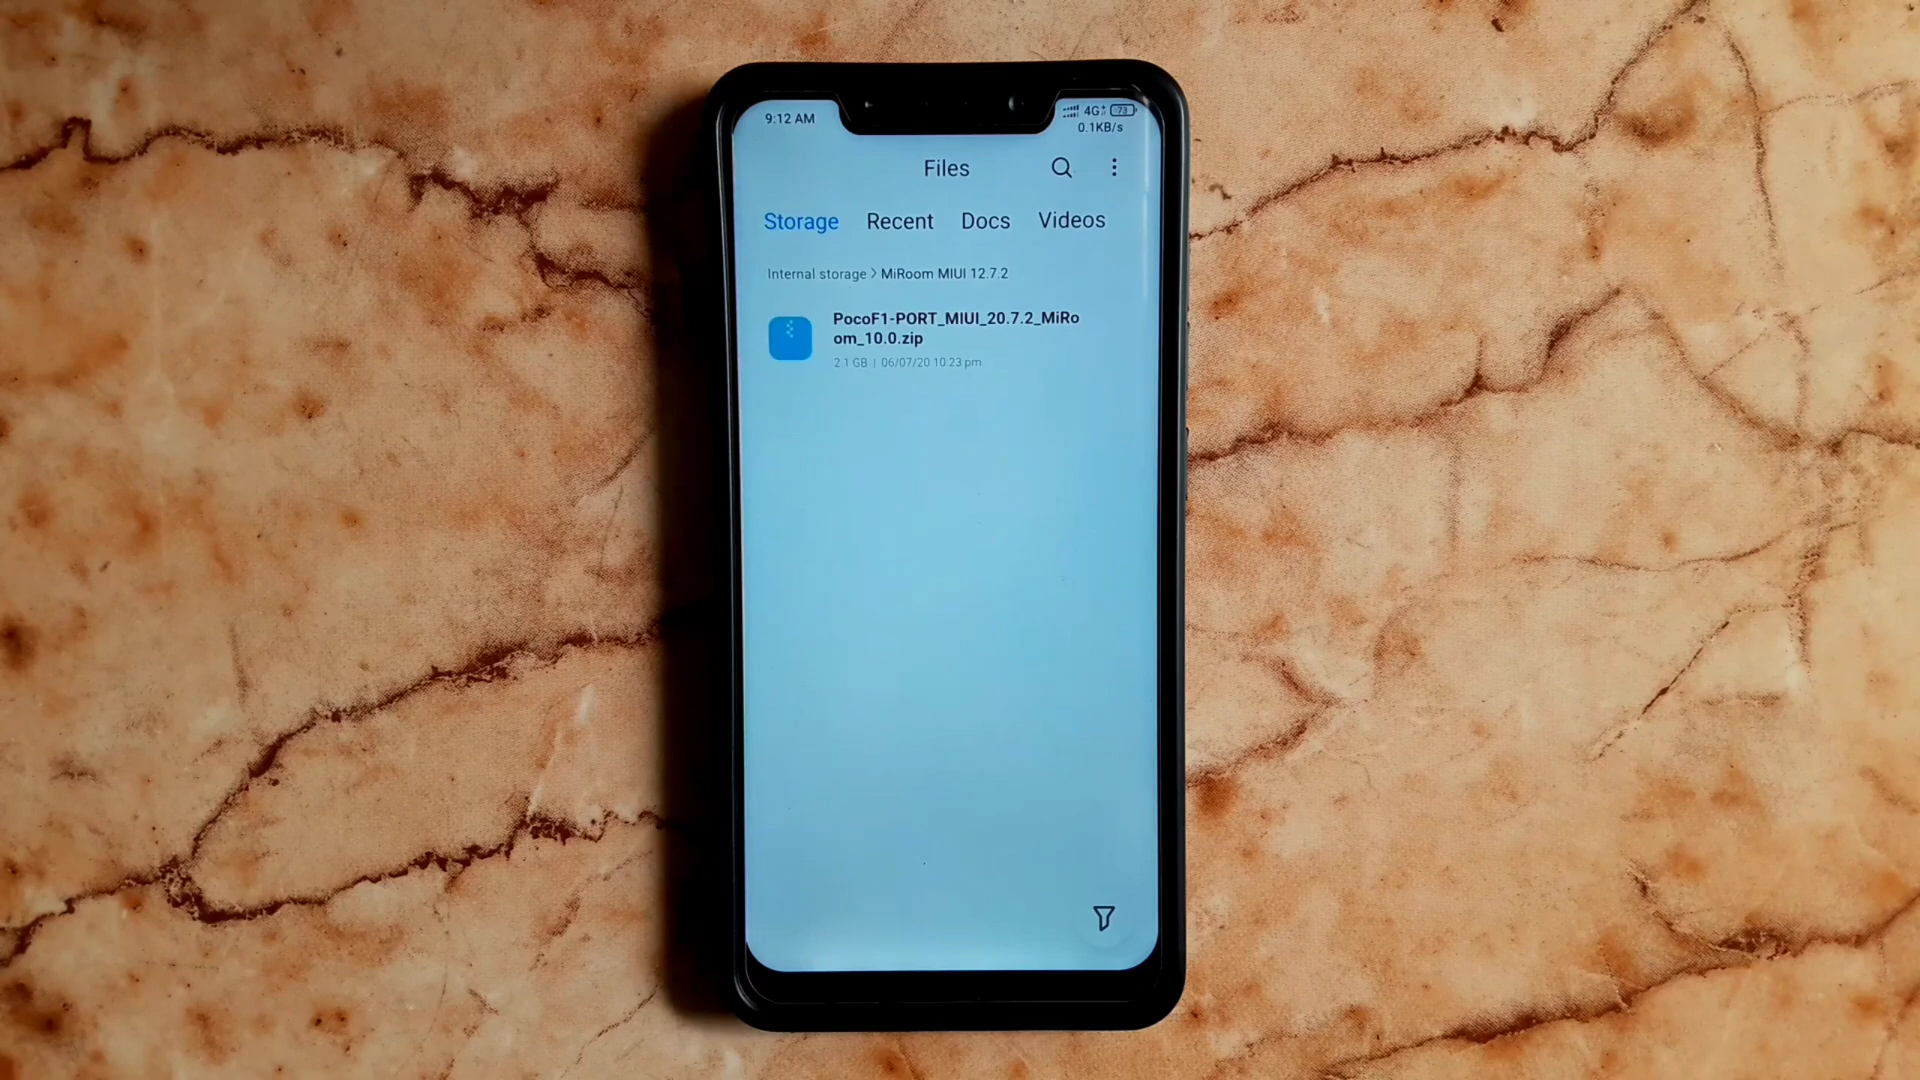 9:12 AM
4G+ 73
0.1KB/s
Files
Storage Recent Docs Videos
Internal storage > MiRoom MIUI 12.7.2
PocoF1-PORT_MIUI_20.7.2_MiRo
om_10.0.zip
2.1 GB | 06/07/20 10.23 pm